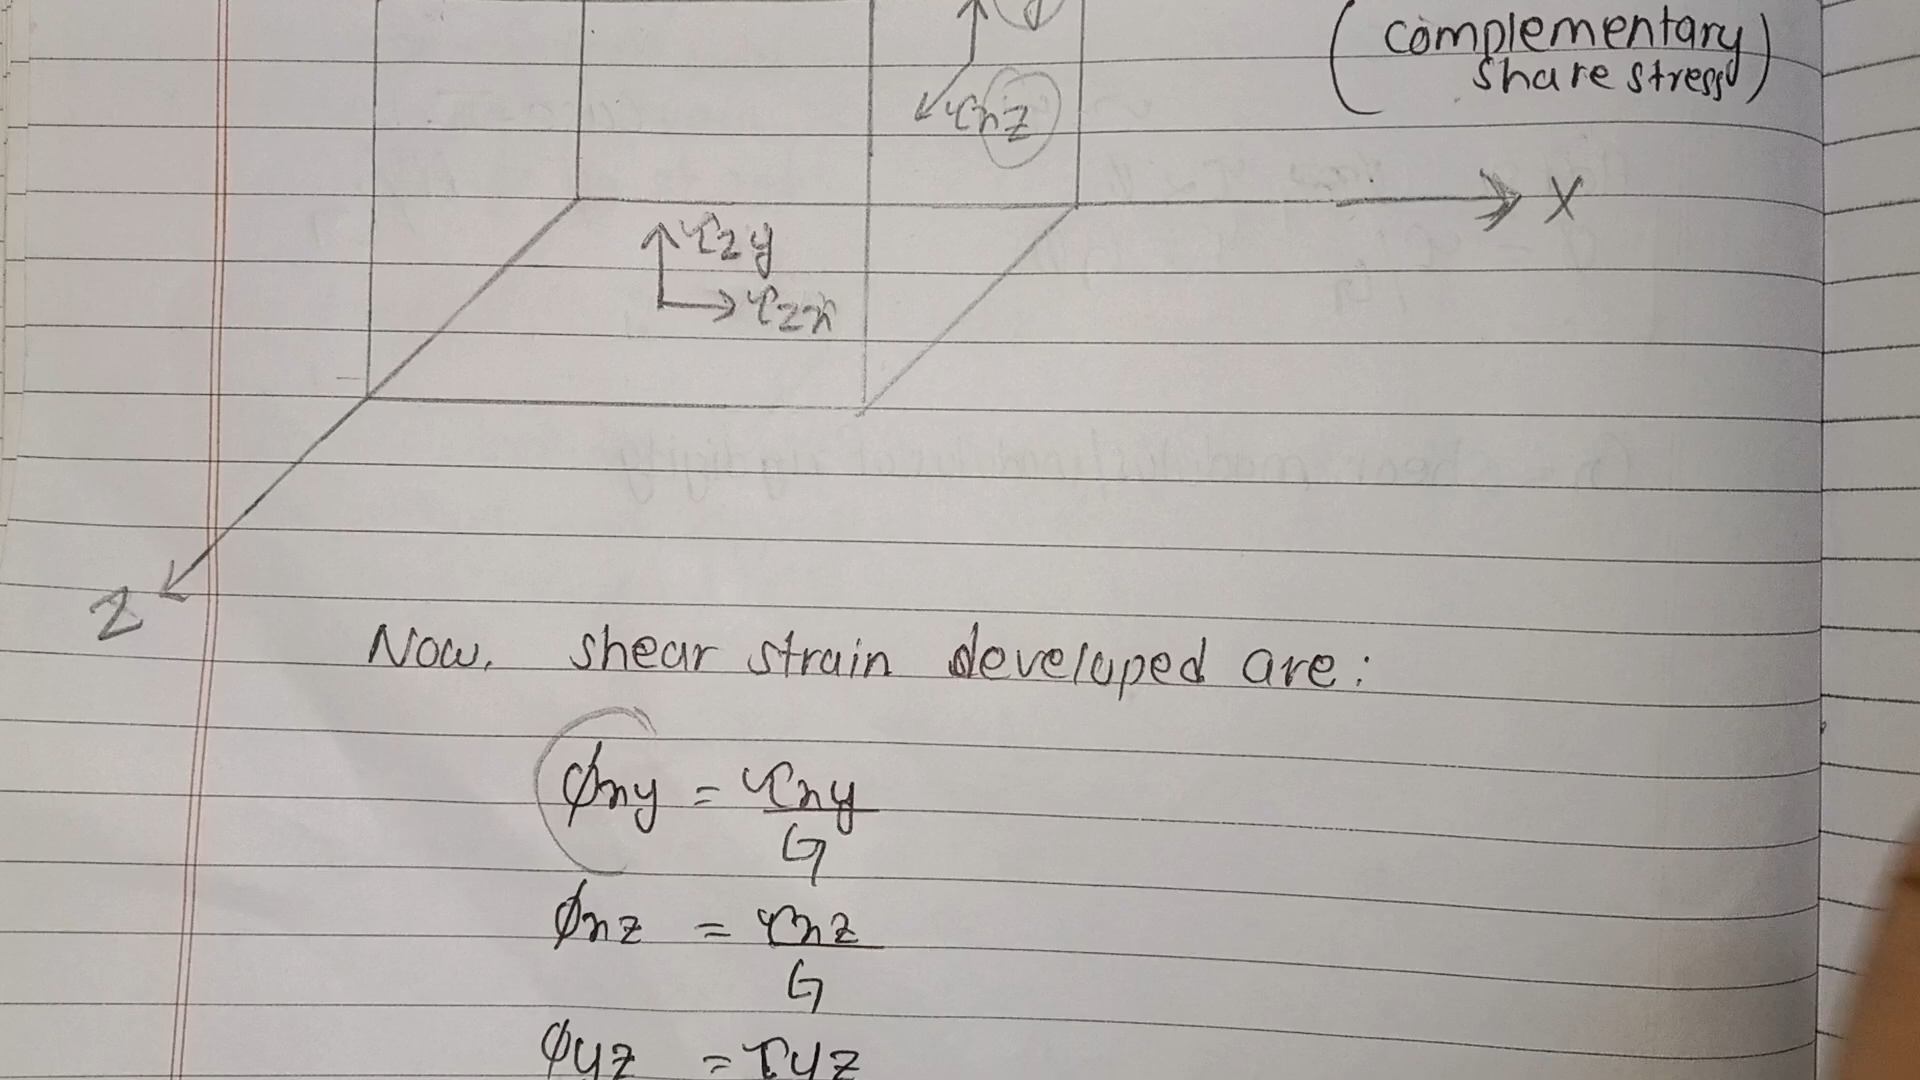 (complementary
share stress)
τxz
X
τzy
τzx
Z
Now, shear strain developed are:
ϕxy = τxy
G
ϕxz = τxz
G
ϕyz = τyz